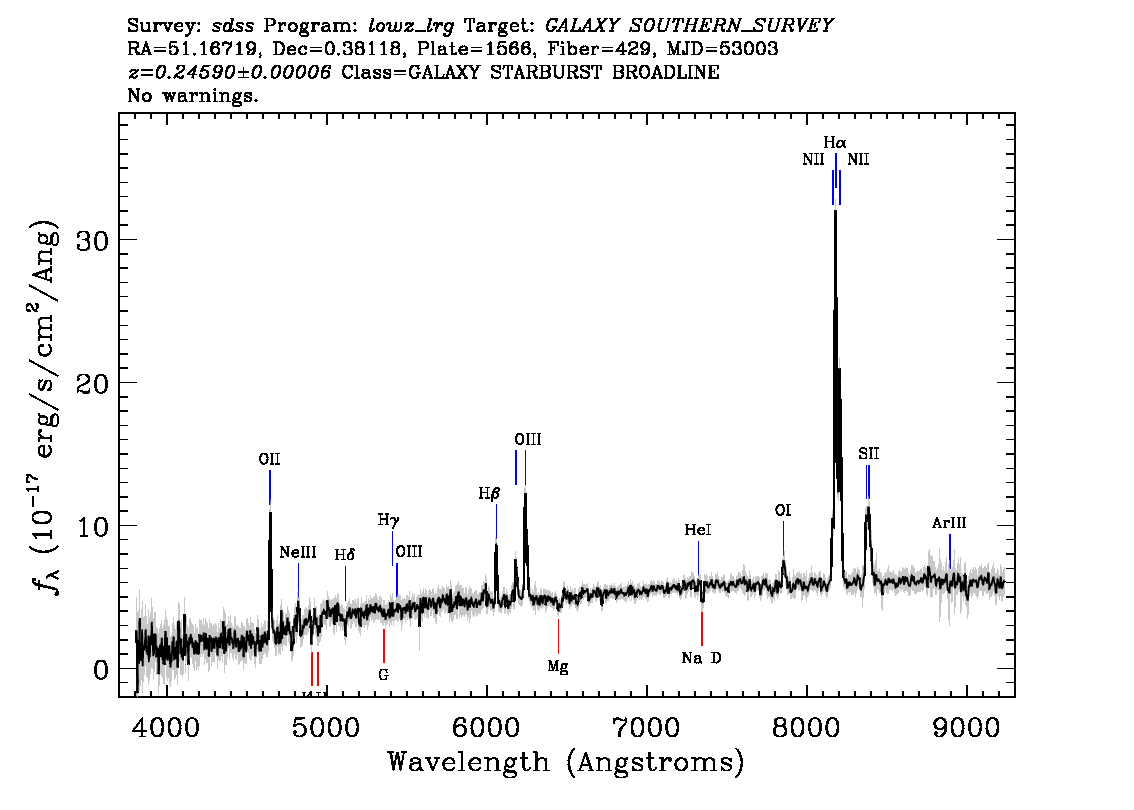 Survey: sdss Program: lowz_lrg Target: GALAXY SOUTHERN_SURVEY
RA=51.16719, Dec=0.38118, Plate=1566, Fiber=429, MJD=53003
z=0.24590±0.00006 Class=GALAXY STARBURST BROADLINE
No warnings.
Hα
NII NII
30
20
OIII
SII
OII
Hβ
OI
Hγ
ArIII
HeI
10
NeIII Hδ OIII
Mg
Na D
G
0
4000 5000 6000 7000 8000 9000
Wavelength (Angstroms)
fλ (10⁻¹⁷ erg/s/cm²/Ang)